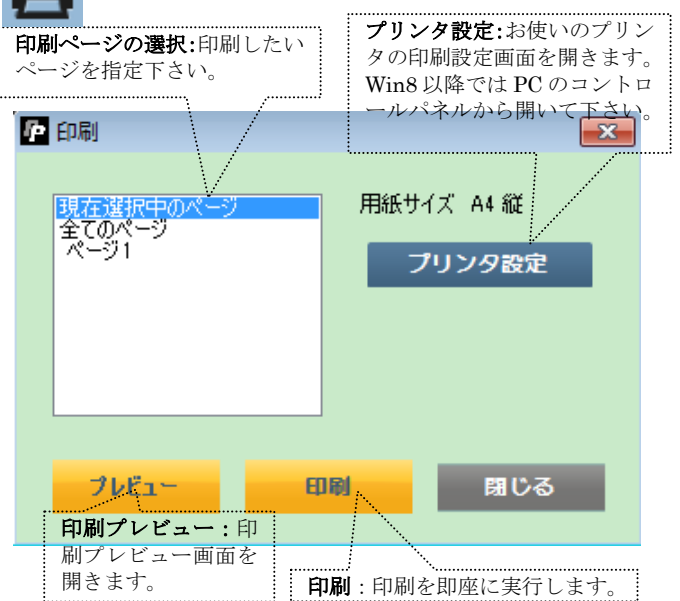 印刷ページの選択:印刷したい
ページを指定下さい。
プリンタ設定:お使いのプリン
タの印刷設定画面を開きます。
Win8以降では PC のコントロ
ールパネルから開いて下さい。
印刷
現在選択中のページ
全てのページ
ページ1
用紙サイズ A4 縦
プリンタ設定
プレビュー
印刷
閉じる
印刷プレビュー：印
刷プレビュー画面を
開きます。
印刷：印刷を即座に実行します。